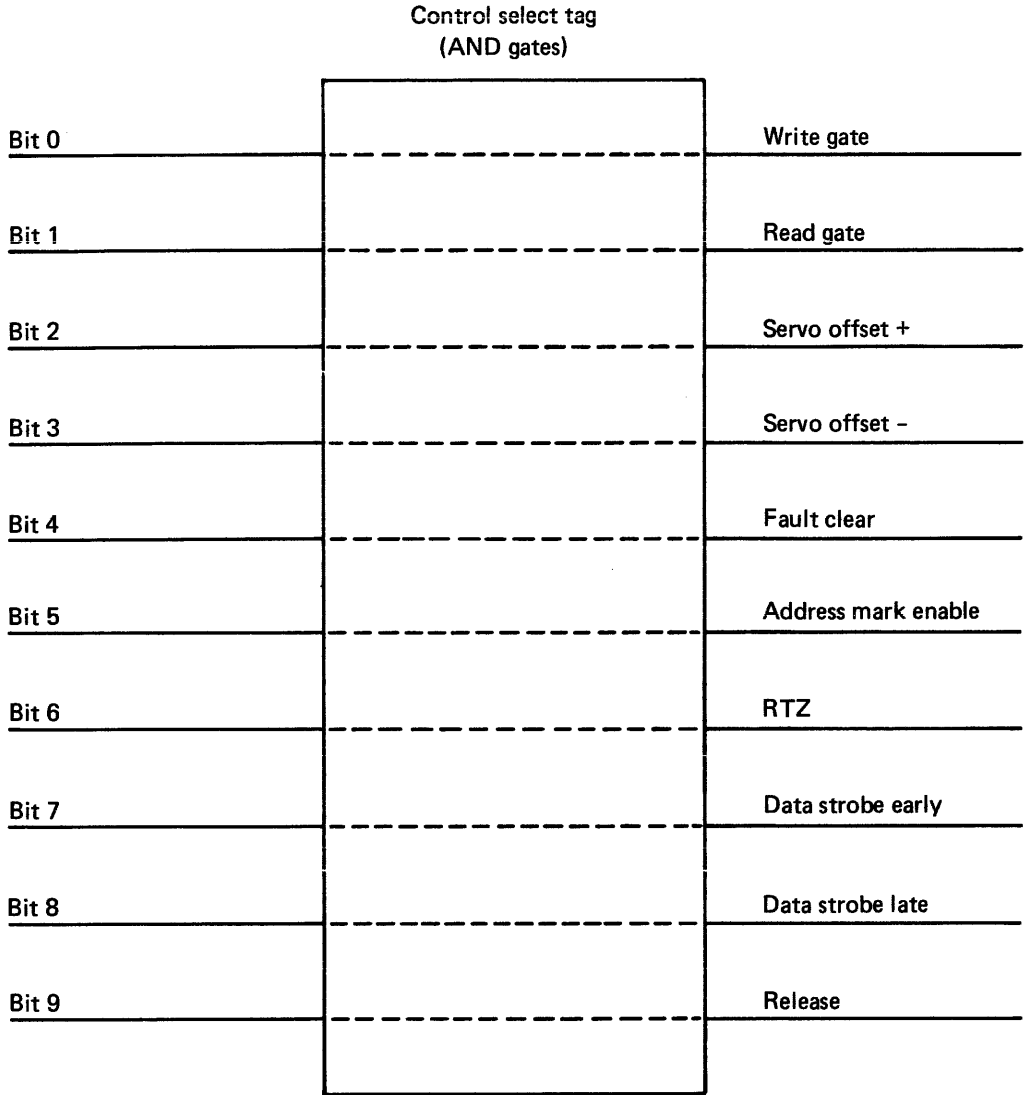 Control select tag
(AND gates)
Bit 0 Write gate
Bit 1 Read gate
Bit 2 Servo offset +
Bit 3 Servo offset –
Bit 4 Fault clear
Bit 5 Address mark enable
Bit 6 RTZ
Bit 7 Data strobe early
Bit 8 Data strobe late
Bit 9 Release